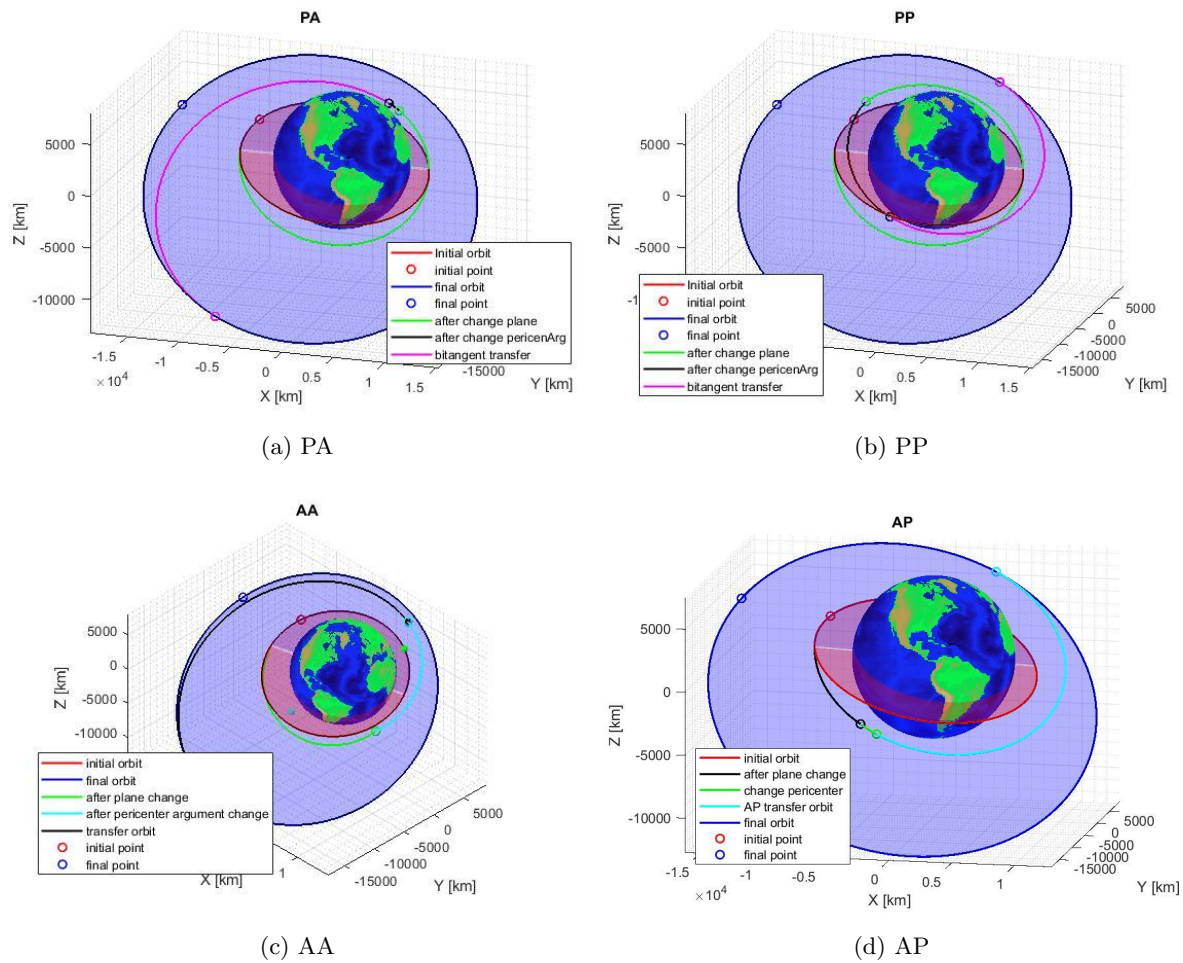 PA
5000
0
-5000
-10000
Z [km]
-1.5
-1
-0.5
0
0.5
1
1.5
×10⁴
X [km]
-15000
Y [km]
Initial orbit
initial point
final orbit
final point
after change plane
after change pericenArg
bitangent transfer
(a) PA
PP
5000
0
-5000
-1
Z [km]
0
0.5
1
1.5
X [km]
5000
0
-5000
-10000
-15000
Y [km]
Initial orbit
initial point
final orbit
final point
after change plane
after change pericenArg
bitangent transfer
(b) PP
AA
5000
0
-5000
-10000
Z [km]
X [km]
1
5000
0
-5000
-10000
-15000
Y [km]
initial orbit
final orbit
after plane change
after pericenter argument change
transfer orbit
initial point
final point
(c) AA
AP
5000
0
-5000
-10000
Z [km]
-1.5
-1
-0.5
0
0.5
1
×10⁴
X [km]
5000
0
-5000
-10000
-15000
Y [km]
initial orbit
after plane change
change pericenter
AP transfer orbit
final orbit
initial point
final point
(d) AP